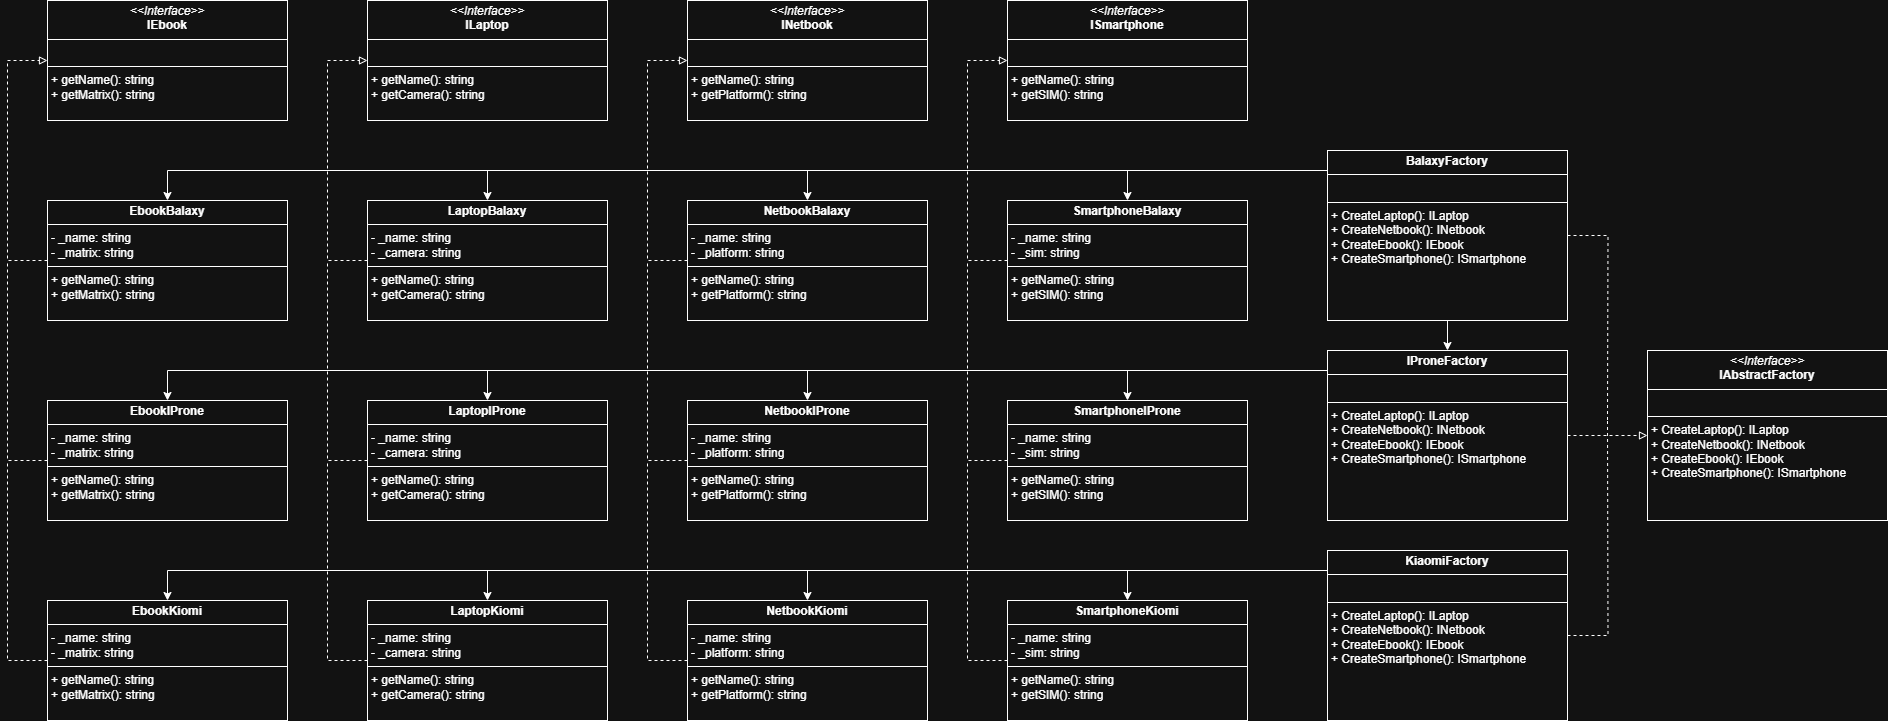 <<Interface>>
IEbook
+ getName(): string
+ getMatrix(): string
<<Interface>>
ILaptop
+ getName(): string
+ getCamera(): string
<<Interface>>
INetbook
+ getName(): string
+ getPlatform(): string
<<Interface>>
ISmartphone
+ getName(): string
+ getSIM(): string
BalaxyFactory
+ CreateLaptop(): ILaptop
+ CreateNetbook(): INetbook
+ CreateEbook(): IEbook
+ CreateSmartphone(): ISmartphone
EbookBalaxy
- _name: string
- _matrix: string
+ getName(): string
+ getMatrix(): string
LaptopBalaxy
- _name: string
- _camera: string
+ getName(): string
+ getCamera(): string
NetbookBalaxy
- _name: string
- _platform: string
+ getName(): string
+ getPlatform(): string
SmartphoneBalaxy
- _name: string
- _sim: string
+ getName(): string
+ getSIM(): string
IProneFactory
+ CreateLaptop(): ILaptop
+ CreateNetbook(): INetbook
+ CreateEbook(): IEbook
+ CreateSmartphone(): ISmartphone
<<Interface>>
IAbstractFactory
+ CreateLaptop(): ILaptop
+ CreateNetbook(): INetbook
+ CreateEbook(): IEbook
+ CreateSmartphone(): ISmartphone
EbookIProne
- _name: string
- _matrix: string
+ getName(): string
+ getMatrix(): string
LaptopIProne
- _name: string
- _camera: string
+ getName(): string
+ getCamera(): string
NetbookIProne
- _name: string
- _platform: string
+ getName(): string
+ getPlatform(): string
SmartphoneIProne
- _name: string
- _sim: string
+ getName(): string
+ getSIM(): string
KiaomiFactory
+ CreateLaptop(): ILaptop
+ CreateNetbook(): INetbook
+ CreateEbook(): IEbook
+ CreateSmartphone(): ISmartphone
EbookKiomi
- _name: string
- _matrix: string
+ getName(): string
+ getMatrix(): string
LaptopKiomi
- _name: string
- _camera: string
+ getName(): string
+ getCamera(): string
NetbookKiomi
- _name: string
- _platform: string
+ getName(): string
+ getPlatform(): string
SmartphoneKiomi
- _name: string
- _sim: string
+ getName(): string
+ getSIM(): string